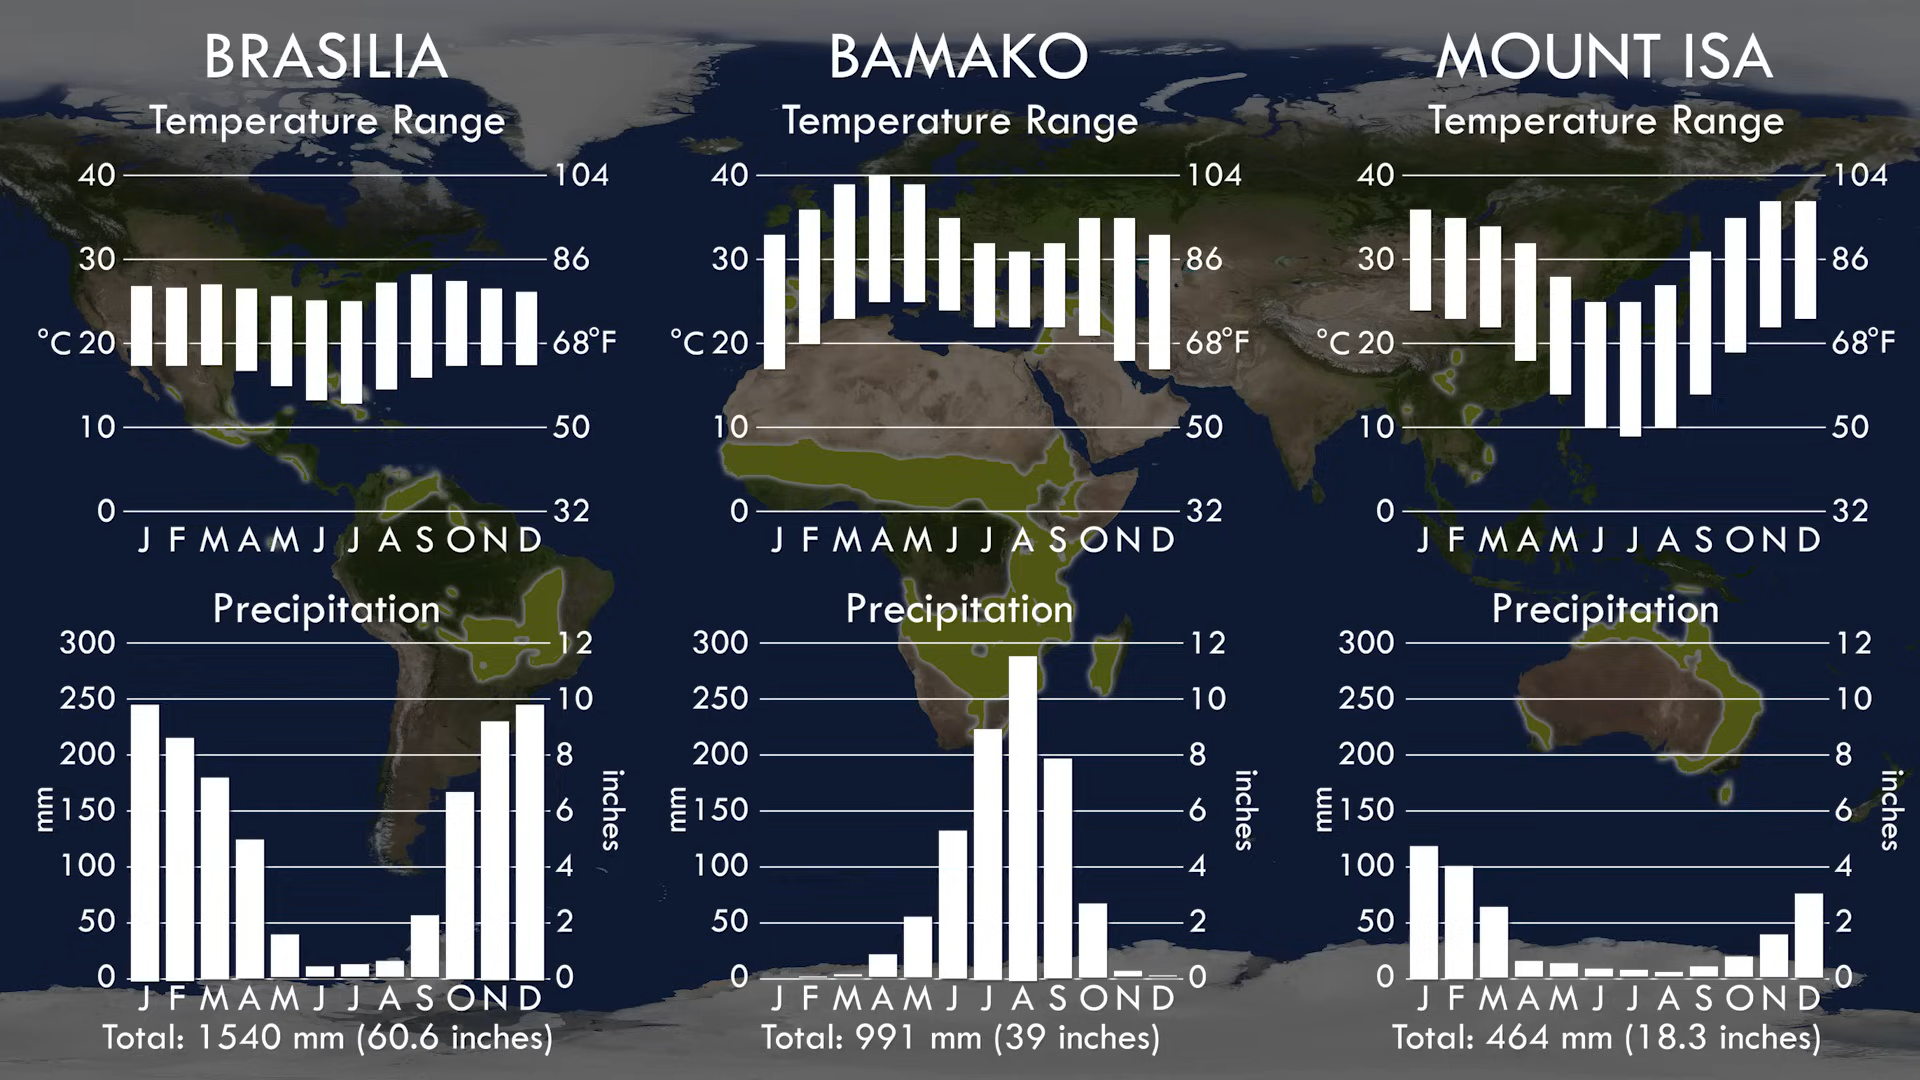 BRASILIA
Temperature Range
40 104
30 86
°C 20 68°F
10 50
0 32
J F M A M J J A S O N D
Precipitation
300 12
250 10
200 8
150 6
100 4
50 2
0 0
mm
inches
J F M A M J J A S O N D
Total: 1540 mm (60.6 inches)
BAMAKO
Temperature Range
40 104
30 86
°C 20 68°F
10 50
0 32
J F M A M J J A S O N D
Precipitation
300 12
250 10
200 8
150 6
100 4
50 2
0 0
mm
inches
J F M A M J J A S O N D
Total: 991 mm (39 inches)
MOUNT ISA
Temperature Range
40 104
30 86
°C 20 68°F
10 50
0 32
J F M A M J J A S O N D
Precipitation
300 12
250 10
200 8
150 6
100 4
50 2
0 0
mm
inches
J F M A M J J A S O N D
Total: 464 mm (18.3 inches)